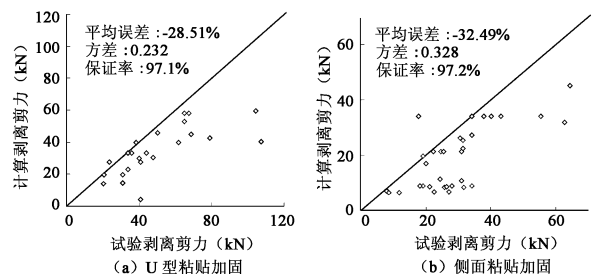 平均误差:-28.51%
方差:0.232
保证率:97.1%
计算剥离剪力(kN)
120
100
80
60
40
20
0
0 40 80 120
试验剥离剪力(kN)
(a)U 型粘贴加固
平均误差:-32.49%
方差:0.328
保证率:97.2%
计算剥离剪力(kN)
60
40
20
0
0 20 40 60
试验剥离剪力(kN)
(b)侧面粘贴加固